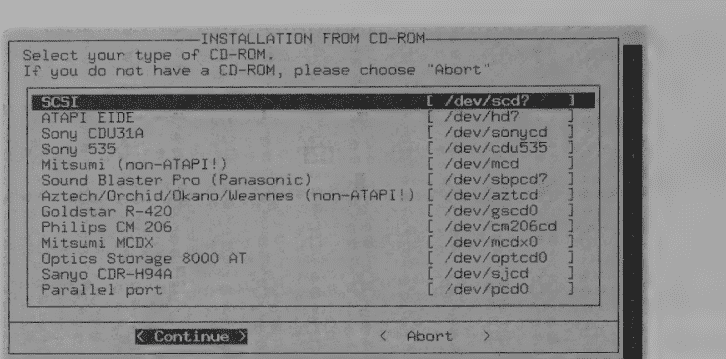 INSTALLATION FROM CD-ROM
Select your type of CD-ROM.
If you do not have a CD-ROM, please choose "Abort"
SCSI [ /dev/scd? ]
ATAPI EIDE [ /dev/hd? ]
Sony CDU31A [ /dev/sonycd ]
Sony 535 [ /dev/cdu535 ]
Mitsumi (non-ATAPI!) [ /dev/mcd ]
Sound Blaster Pro (Panasonic) [ /dev/sbpcd? ]
Aztech/Orchid/Okano/Wearnes (non-ATAPI!) [ /dev/aztcd ]
Goldstar R-420 [ /dev/gscd0 ]
Philips CM 206 [ /dev/cm206cd ]
Mitsumi MCDX [ /dev/mcdx0 ]
Optics Storage 8000 AT [ /dev/optcd0 ]
Sanyo CDR-H94A [ /dev/sjcd ]
Parallel port [ /dev/pcd0 ]
< Continue > < Abort >